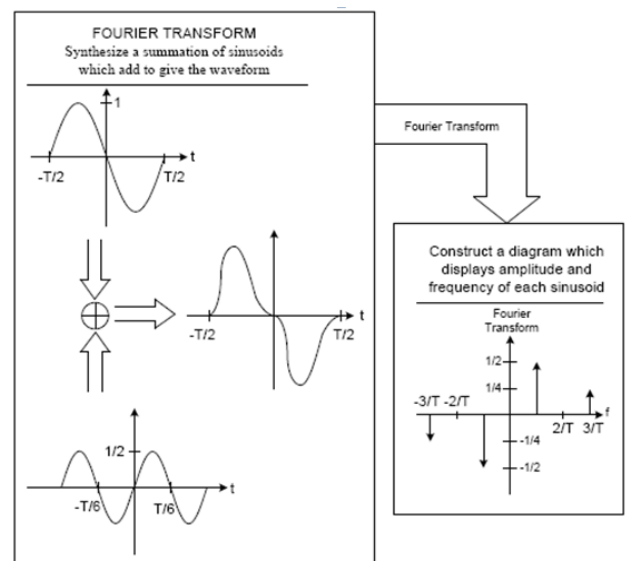 FOURIER TRANSFORM
Synthesize a summation of sinusoids
which add to give the waveform
1
t
-T/2
T/2
t
-T/2
T/2
1/2
t
-T/6
T/6
Fourier Transform
Construct a diagram which
displays amplitude and
frequency of each sinusoid
Fourier
Transform
1/2
1/4
-3/T -2/T
f
2/T 3/T
-1/4
-1/2